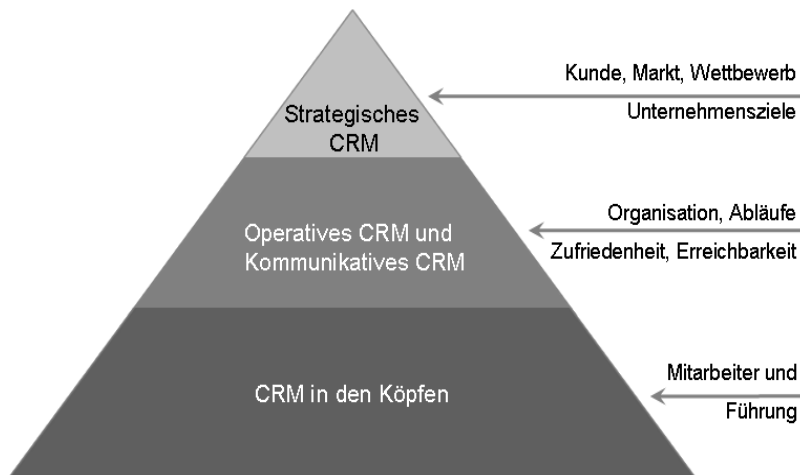 Kunde, Markt, Wettbewerb
Unternehmensziele
Strategisches
CRM
Organisation, Abläufe
Zufriedenheit, Erreichbarkeit
Operatives CRM und
Kommunikatives CRM
Mitarbeiter und
Führung
CRM in den Köpfen